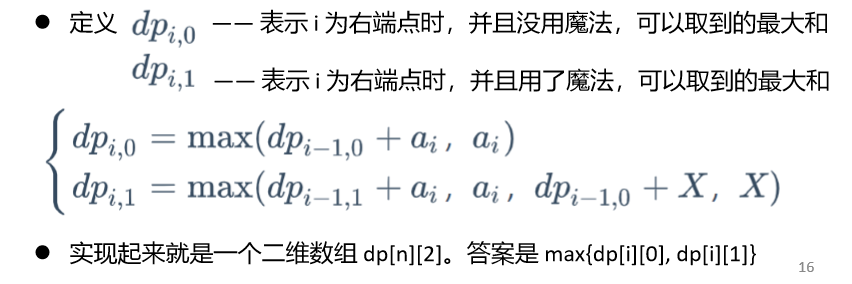 ● 定义 dp_{i,0} —— 表示 i 为右端点时，并且没用魔法，可以取到的最大和
dp_{i,1} —— 表示 i 为右端点时，并且用了魔法，可以取到的最大和
{ dp_{i,0} = max(dp_{i−1,0} + a_i, a_i)
dp_{i,1} = max(dp_{i−1,1} + a_i, a_i, dp_{i−1,0} + X, X)
● 实现起来就是一个二维数组 dp[n][2]。答案是 max{dp[i][0], dp[i][1]}
16